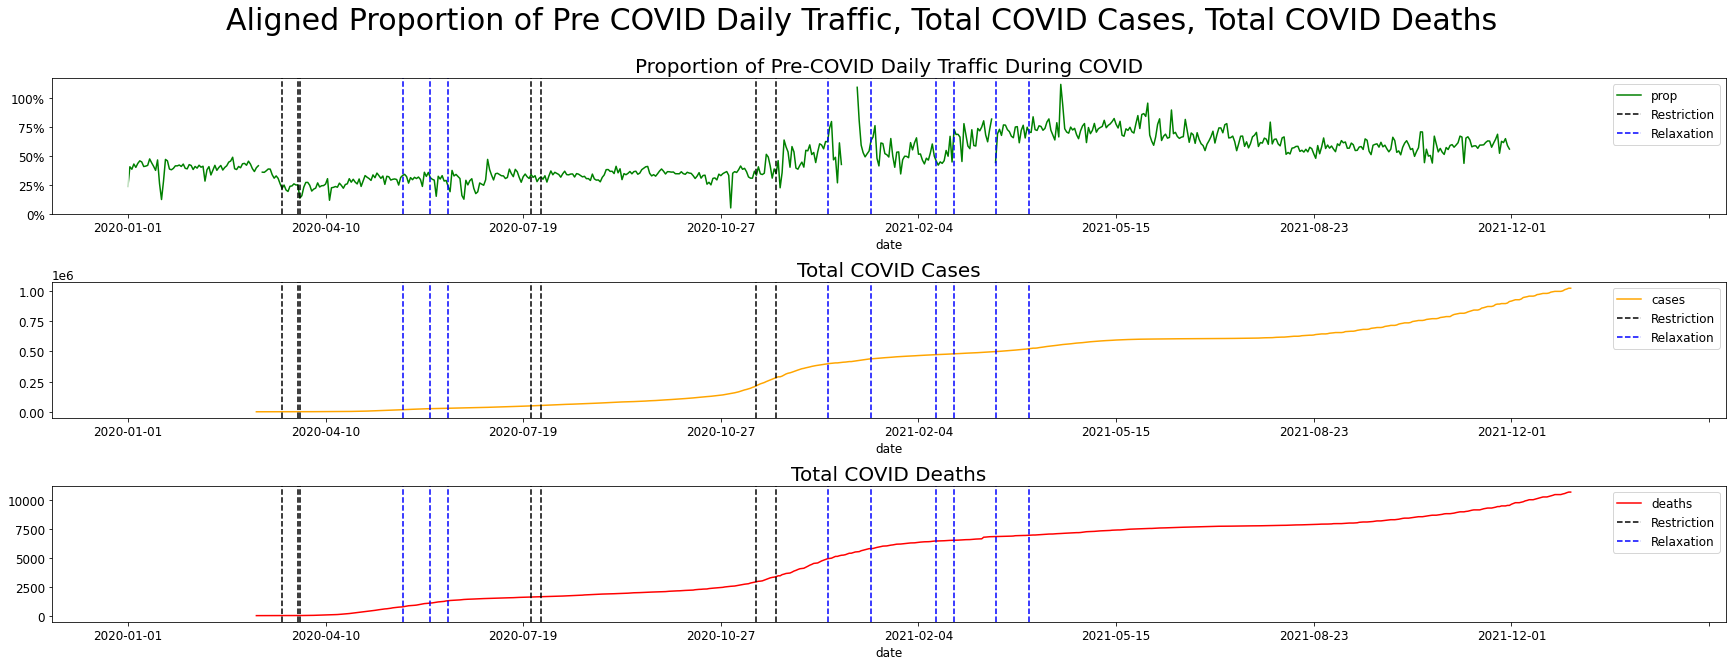 Aligned Proportion of Pre COVID Daily Traffic, Total COVID Cases, Total COVID Deaths
Proportion of Pre-COVID Daily Traffic During COVID
100%
75%
50%
25%
0%
prop
Restriction
Relaxation
2020-01-01 2020-04-10 2020-07-19 2020-10-27 2021-02-04 2021-05-15 2021-08-23 2021-12-01
date
Total COVID Cases
1e6
1.00
0.75
0.50
0.25
0.00
cases
Restriction
Relaxation
2020-01-01 2020-04-10 2020-07-19 2020-10-27 2021-02-04 2021-05-15 2021-08-23 2021-12-01
date
Total COVID Deaths
10000
7500
5000
2500
0
deaths
Restriction
Relaxation
2020-01-01 2020-04-10 2020-07-19 2020-10-27 2021-02-04 2021-05-15 2021-08-23 2021-12-01
date